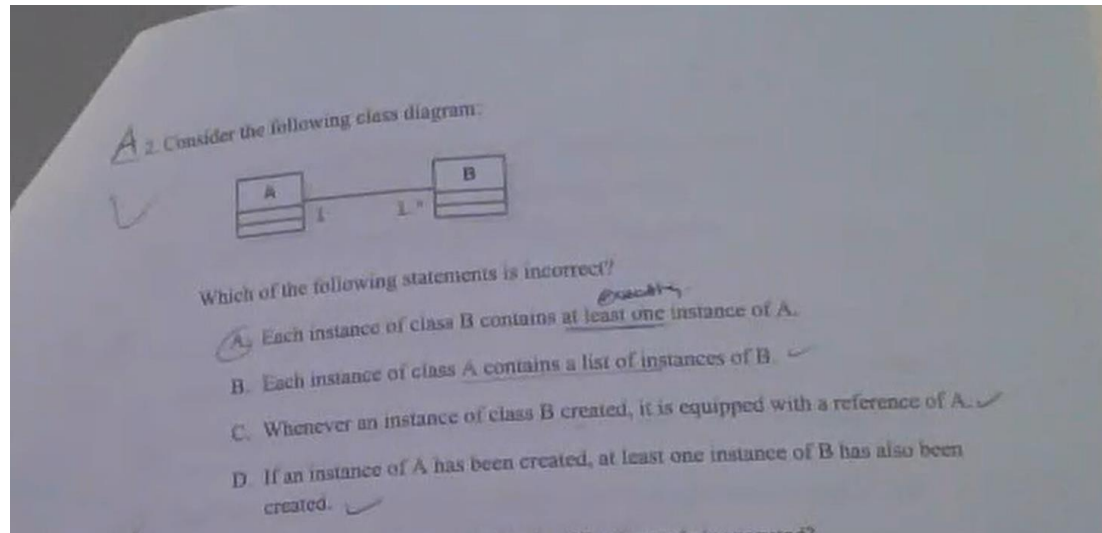 A 2. Consider the following class diagram:
A
B
1
1..*
Which of the following statements is incorrect?
exactly
A. Each instance of class B contains at least one instance of A.
B. Each instance of class A contains a list of instances of B.
C. Whenever an instance of class B created, it is equipped with a reference of A.
D. If an instance of A has been created, at least one instance of B has also been
created.